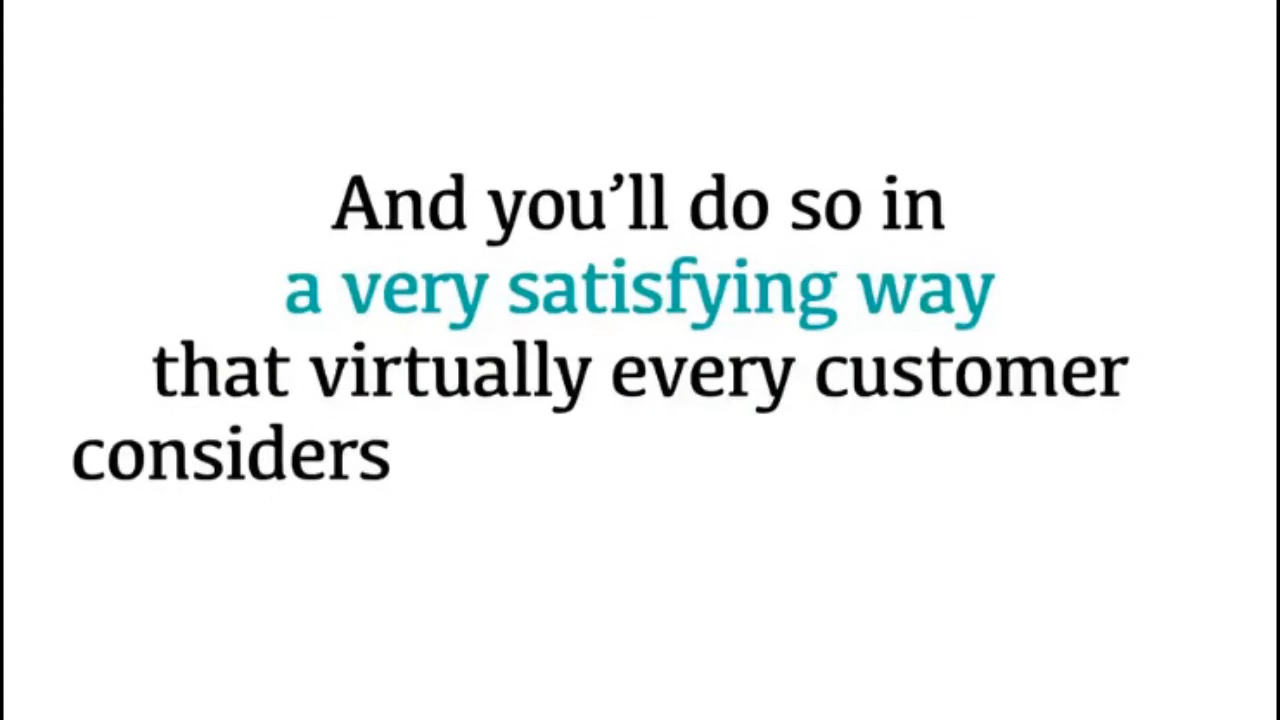 And you’ll do so in
a very satisfying way
that virtually every customer
considers